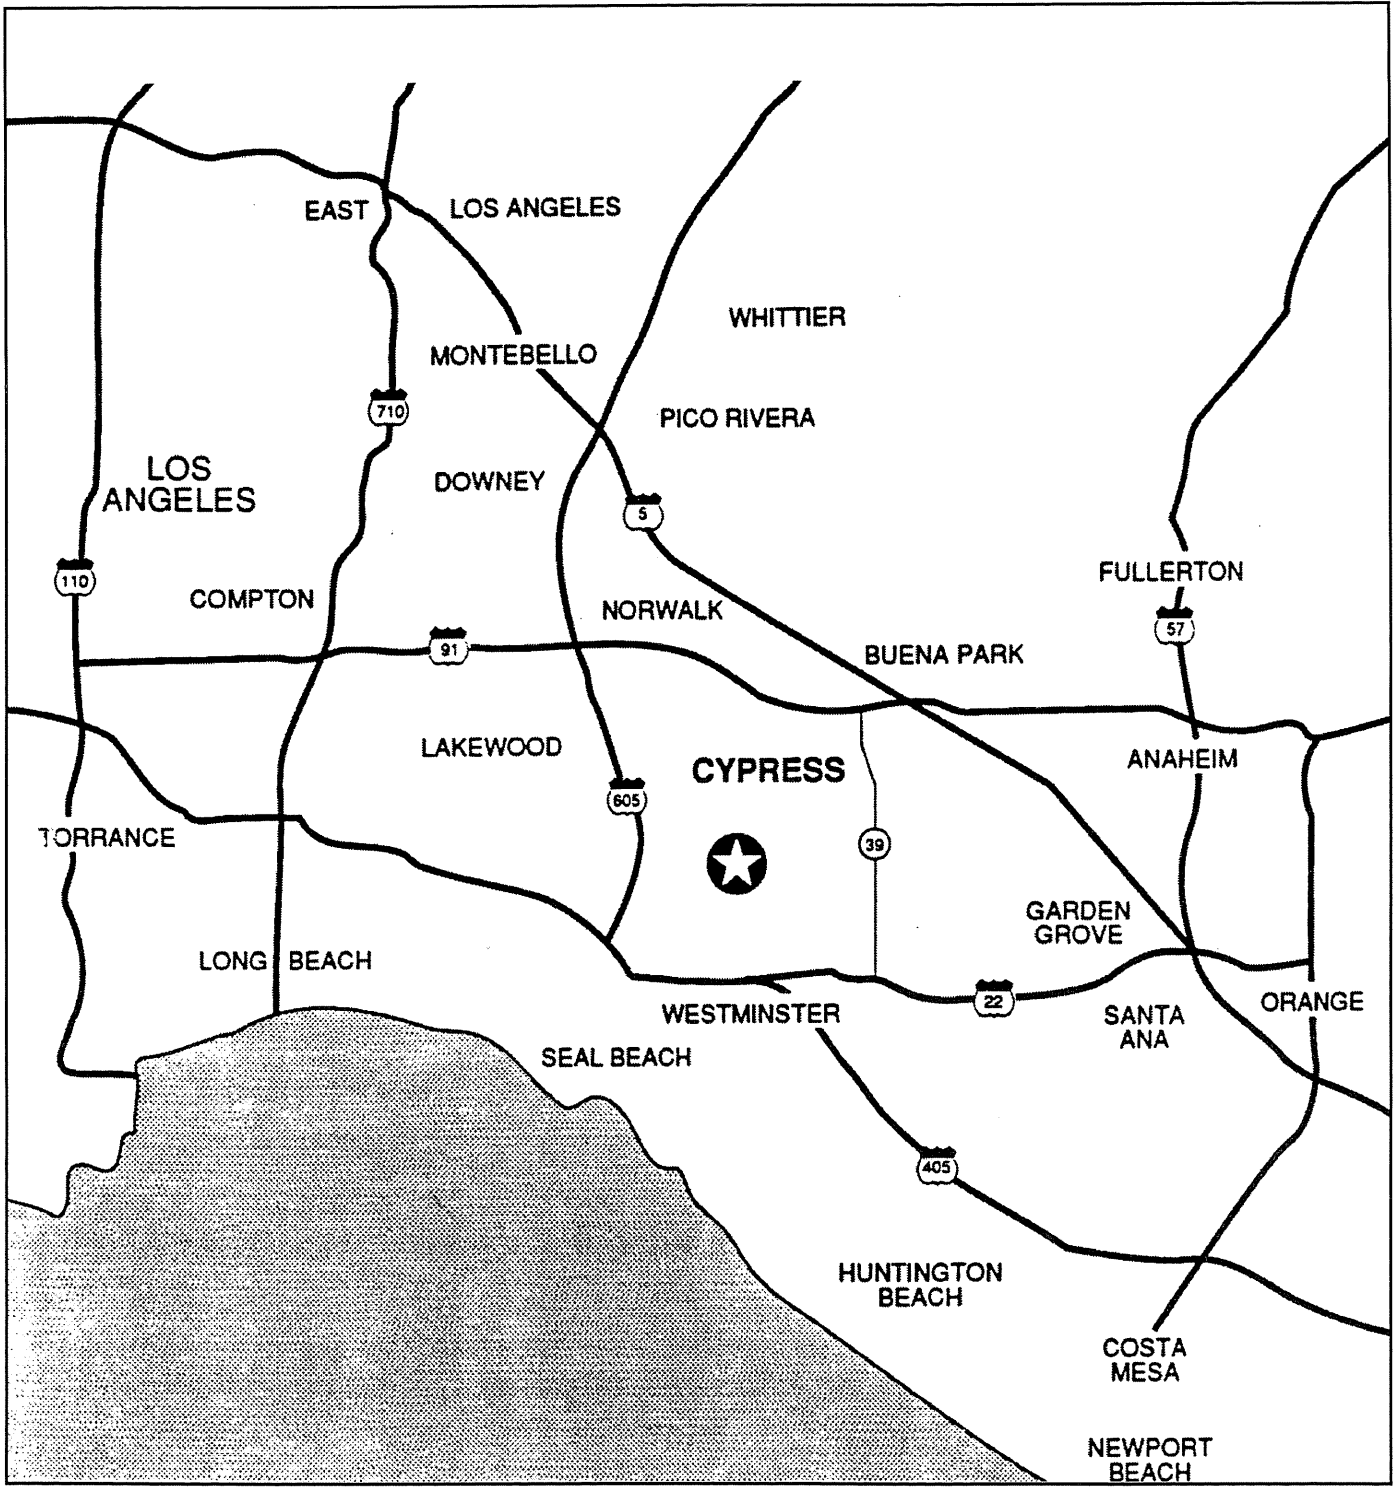 EAST LOS ANGELES
WHITTIER
MONTEBELLO
710
PICO RIVERA
LOS
ANGELES
DOWNEY
5
110
FULLERTON
COMPTON
NORWALK
57
91
BUENA PARK
LAKEWOOD
CYPRESS
ANAHEIM
605
TORRANCE
39
GARDEN
GROVE
LONG BEACH
22
WESTMINSTER
SANTA
ANA
ORANGE
SEAL BEACH
405
HUNTINGTON
BEACH
COSTA
MESA
NEWPORT
BEACH